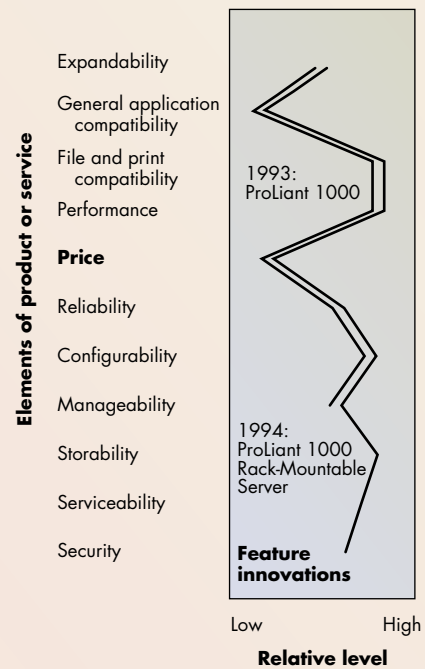 Elements of product or service
Expandability
General application
compatibility
File and print
compatibility
Performance
Price
Reliability
Configurability
Manageability
Storability
Serviceability
Security
1993:
ProLiant 1000
1994:
ProLiant 1000
Rack-Mountable
Server
Feature
innovations
Low
High
Relative level